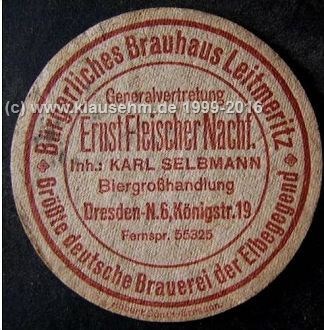 Bürgerliches Brauhaus Leitmeritz
(c) www.klausehm.de 1999-2016
Generalvertretung
Ernst Fleischer Nachf.
Inh.: KARL SELBMANN
Biergroßhandlung
Dresden-N.6, Königstr.19
Fernspr. 55325
Größte deutsche Brauerei der Elbegegend